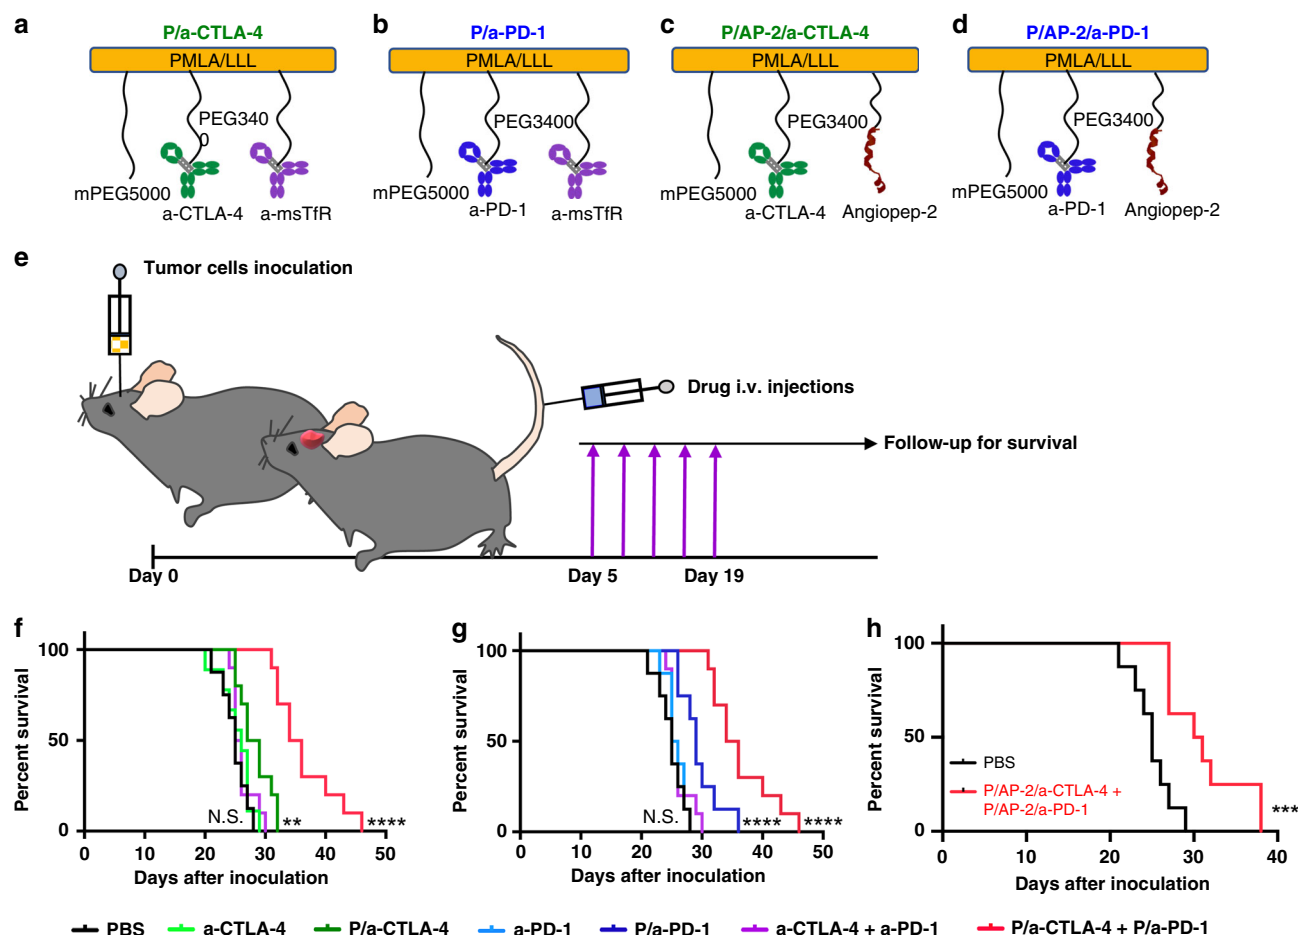 a
P/a-CTLA-4
PMLA/LLL
PEG340
0
mPEG5000
a-CTLA-4
a-msTfR
b
P/a-PD-1
PMLA/LLL
PEG3400
mPEG5000
a-PD-1
a-msTfR
c
P/AP-2/a-CTLA-4
PMLA/LLL
PEG3400
mPEG5000
a-CTLA-4
Angiopep-2
d
P/AP-2/a-PD-1
PMLA/LLL
PEG3400
mPEG5000
a-PD-1
Angiopep-2
e
Tumor cells inoculation
Drug i.v. injections
Follow-up for survival
Day 0
Day 5
Day 19
f
Percent survival
100
50
0
N.S.
**
****
0 10 20 30 40 50
Days after inoculation
g
Percent survival
100
50
0
N.S.
****
****
0 10 20 30 40 50
Days after inoculation
h
Percent survival
100
50
0
PBS
P/AP-2/a-CTLA-4 +
P/AP-2/a-PD-1
***
0 10 20 30 40
Days after inoculation
PBS a-CTLA-4 P/a-CTLA-4 a-PD-1 P/a-PD-1 a-CTLA-4 + a-PD-1 P/a-CTLA-4 + P/a-PD-1